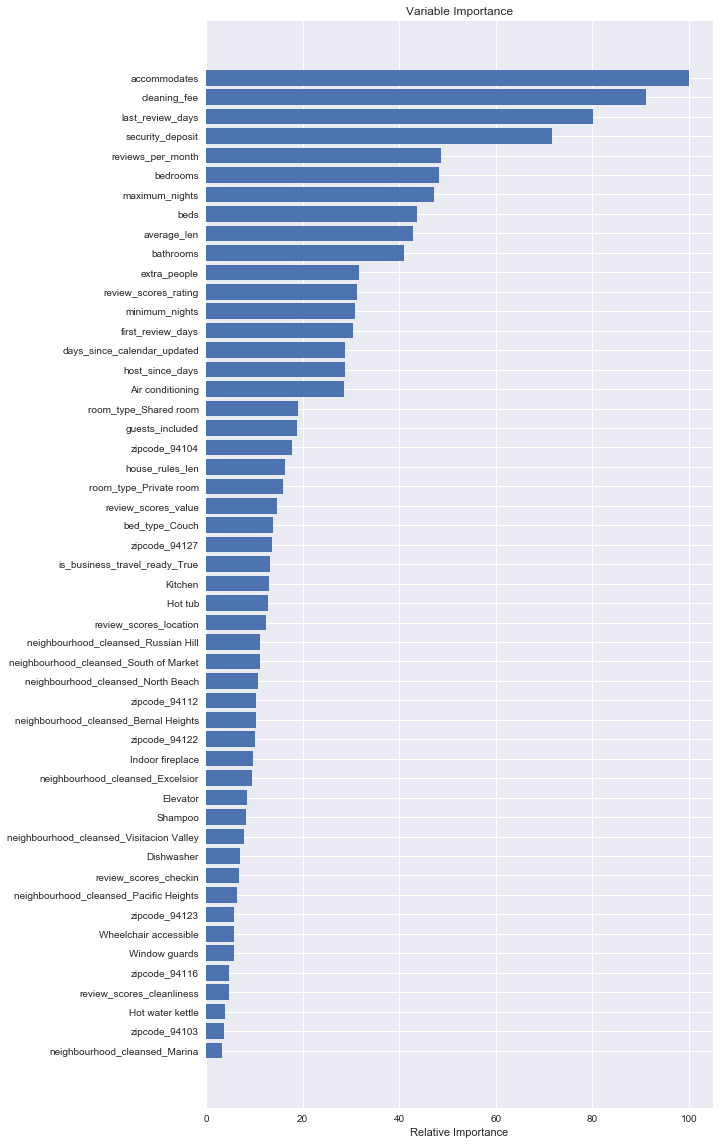 Variable Importance
accommodates
cleaning_fee
last_review_days
security_deposit
reviews_per_month
bedrooms
maximum_nights
beds
average_len
bathrooms
extra_people
review_scores_rating
minimum_nights
first_review_days
days_since_calendar_updated
host_since_days
Air conditioning
room_type_Shared room
guests_included
zipcode_94104
house_rules_len
room_type_Private room
review_scores_value
bed_type_Couch
zipcode_94127
is_business_travel_ready_True
Kitchen
Hot tub
review_scores_location
neighbourhood_cleansed_Russian Hill
neighbourhood_cleansed_South of Market
neighbourhood_cleansed_North Beach
zipcode_94112
neighbourhood_cleansed_Bernal Heights
zipcode_94122
Indoor fireplace
neighbourhood_cleansed_Excelsior
Elevator
Shampoo
neighbourhood_cleansed_Visitacion Valley
Dishwasher
review_scores_checkin
neighbourhood_cleansed_Pacific Heights
zipcode_94123
Wheelchair accessible
Window guards
zipcode_94116
review_scores_cleanliness
Hot water kettle
zipcode_94103
neighbourhood_cleansed_Marina
0 20 40 60 80 100
Relative Importance